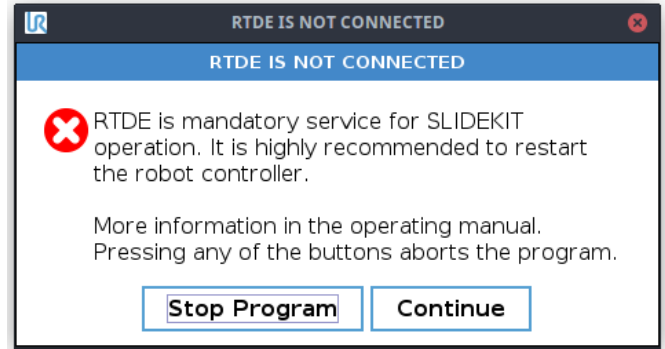 UR
RTDE IS NOT CONNECTED
RTDE IS NOT CONNECTED
RTDE is mandatory service for SLIDEKIT
operation. It is highly recommended to restart
the robot controller.
More information in the operating manual.
Pressing any of the buttons aborts the program.
Stop Program
Continue